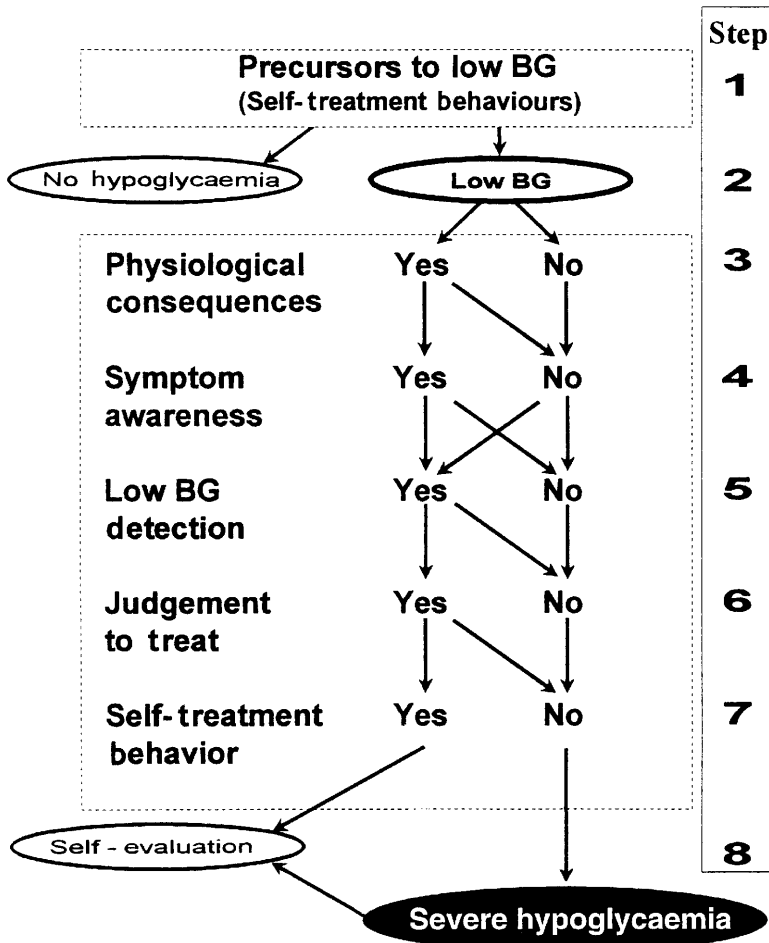 Step
Precursors to low BG
(Self-treatment behaviours)
1
No hypoglycaemia
Low BG
2
Physiological
consequences
Yes
No
3
Symptom
awareness
Yes
No
4
Low BG
detection
Yes
No
5
Judgement
to treat
Yes
No
6
Self-treatment
behavior
Yes
No
7
Self - evaluation
8
Severe hypoglycaemia